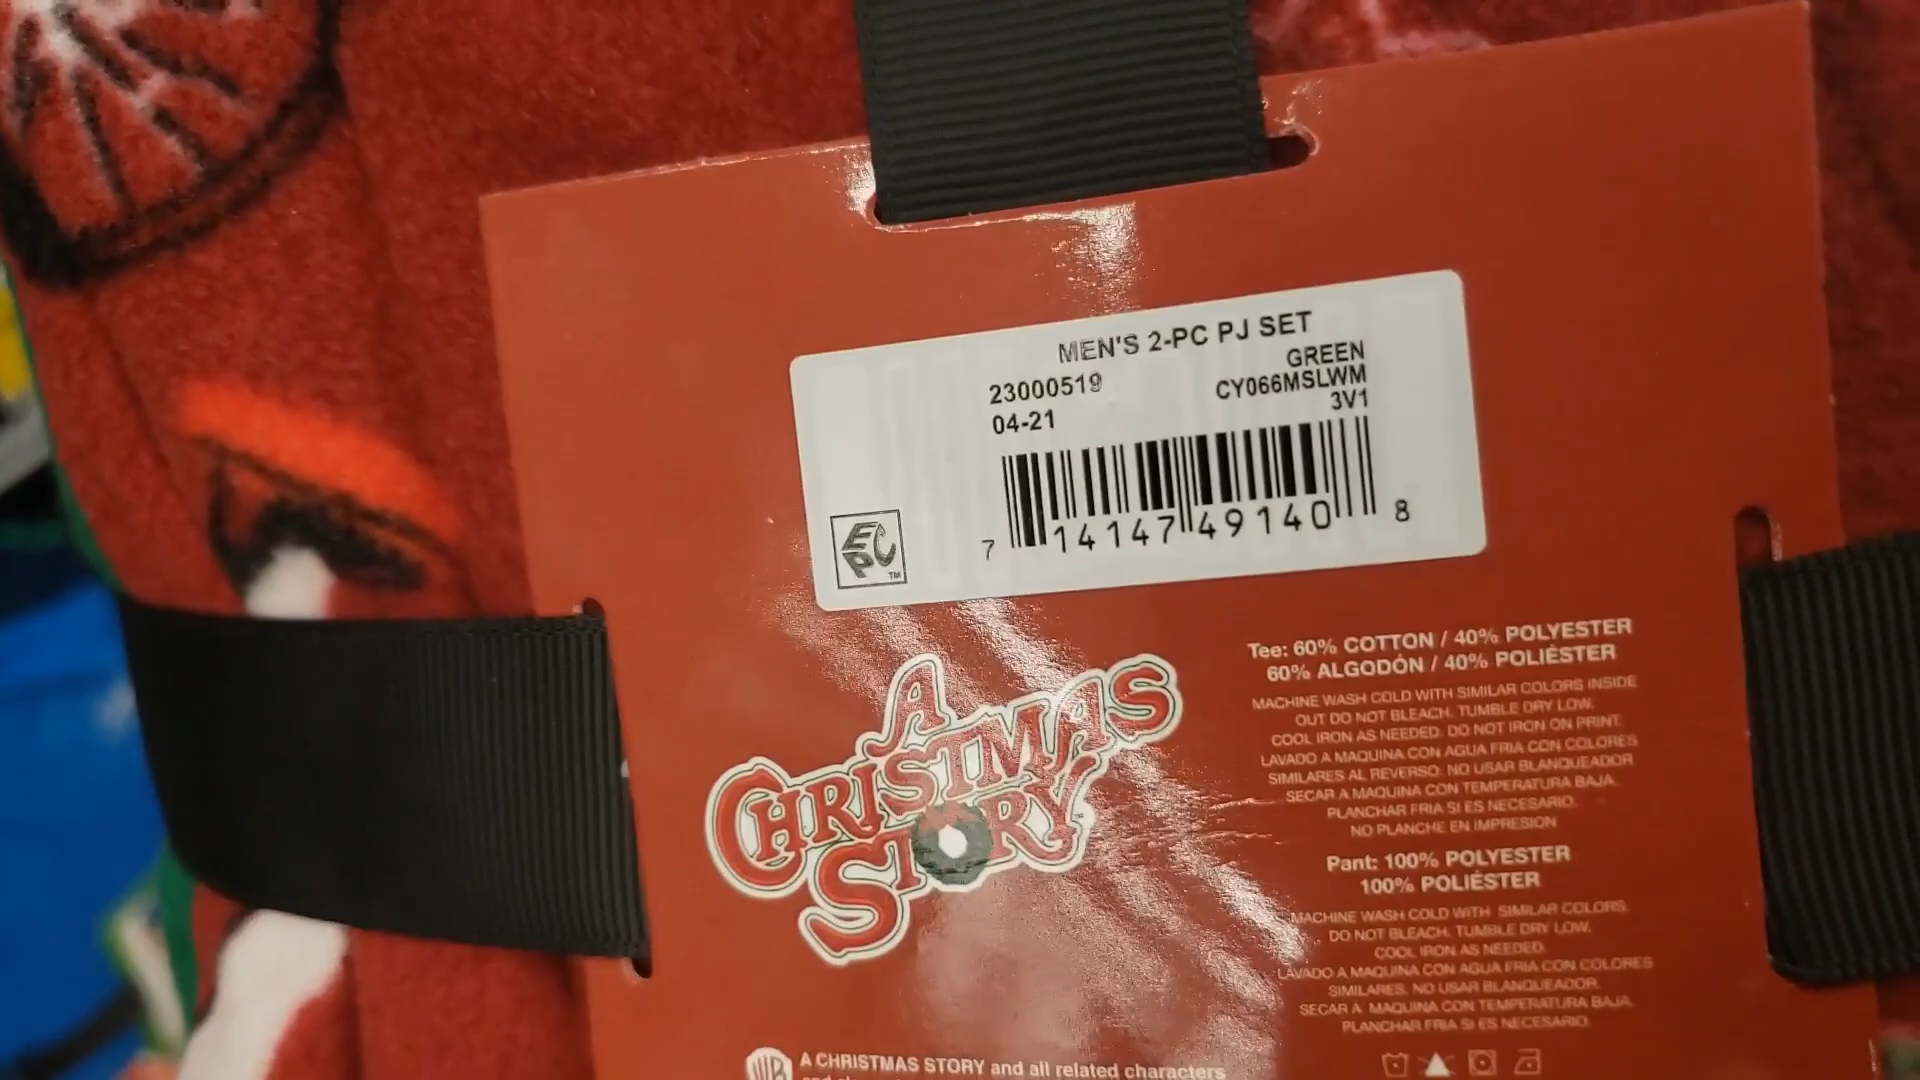 MEN'S 2-PC PJ SET
GREEN
23000519 CY066MSLWM
04-21 3V1
7 14147 49140 8
EPC TM
A
CHRISTMAS
STORY
Tee: 60% COTTON / 40% POLYESTER
60% ALGODÓN / 40% POLIÉSTER
MACHINE WASH COLD WITH SIMILAR COLORS INSIDE
OUT DO NOT BLEACH. TUMBLE DRY LOW.
COOL IRON AS NEEDED. DO NOT IRON ON PRINT.
LAVADO A MAQUINA CON AGUA FRIA CON COLORES
SIMILARES AL REVERSO. NO USAR BLANQUEADOR
SECAR A MAQUINA CON TEMPERATURA BAJA.
PLANCHAR FRIA SI ES NECESARIO.
NO PLANCHE EN IMPRESION
Pant: 100% POLYESTER
100% POLIÉSTER
MACHINE WASH COLD WITH SIMILAR COLORS.
DO NOT BLEACH. TUMBLE DRY LOW.
COOL IRON AS NEEDED.
LAVADO A MAQUINA CON AGUA FRIA CON COLORES
SIMILARES. NO USAR BLANQUEADOR.
SECAR A MAQUINA CON TEMPERATURA BAJA.
PLANCHAR FRIA SI ES NECESARIO.
WB A CHRISTMAS STORY and all related characters